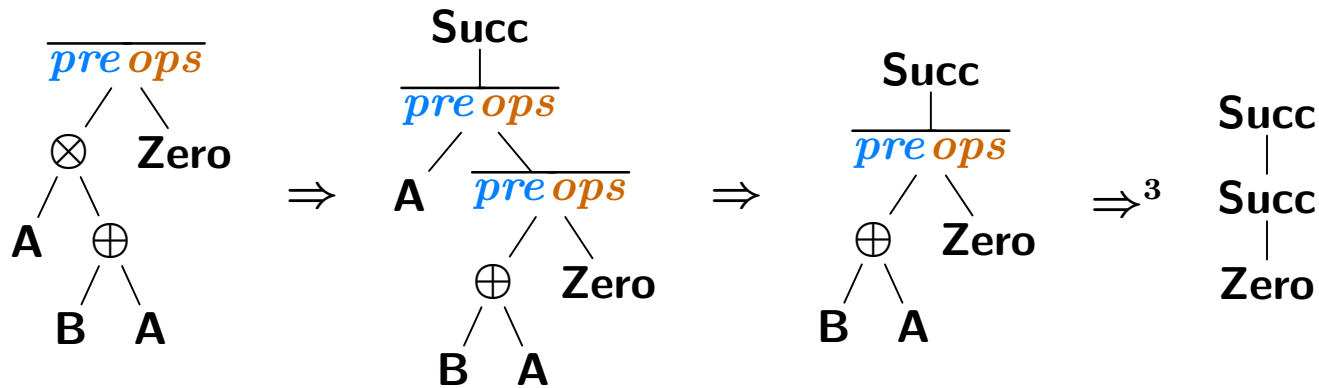 pre ops
⊗ Zero
A ⊕
B A
⇒
Succ
pre ops
A pre ops
⊕ Zero
B A
⇒
Succ
pre ops
⊕ Zero
B A
⇒³
Succ
Succ
Zero